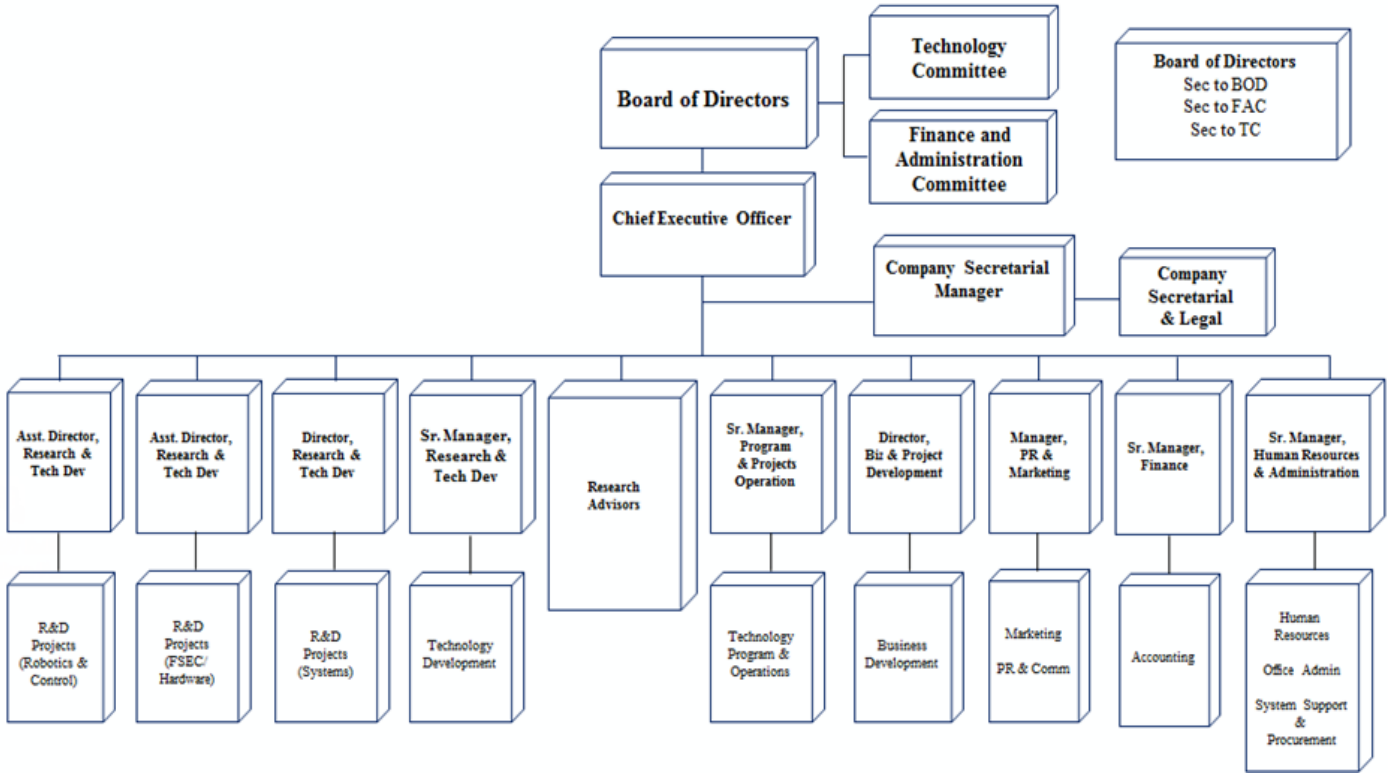 Board of Directors
Technology
Committee
Finance and
Administration
Committee
Board of Directors
Sec to BOD
Sec to FAC
Sec to TC
Chief Executive Officer
Company Secretarial
Manager
Company
Secretarial
& Legal
Asst. Director,
Research &
Tech Dev
Asst. Director,
Research &
Tech Dev
Director,
Research &
Tech Dev
Sr. Manager,
Research &
Tech Dev
Research
Advisors
Sr. Manager,
Program
& Projects
Operation
Director,
Biz & Project
Development
Manager,
PR &
Marketing
Sr. Manager,
Finance
Sr. Manager,
Human Resources
& Administration
R&D
Projects
(Robotics &
Control)
R&D
Projects
(FSEC/
Hardware)
R&D
Projects
(Systems)
Technology
Development
Technology
Program &
Operations
Business
Development
Marketing
PR & Comm
Accounting
Human
Resources
Office Admin
System Support
&
Procurement